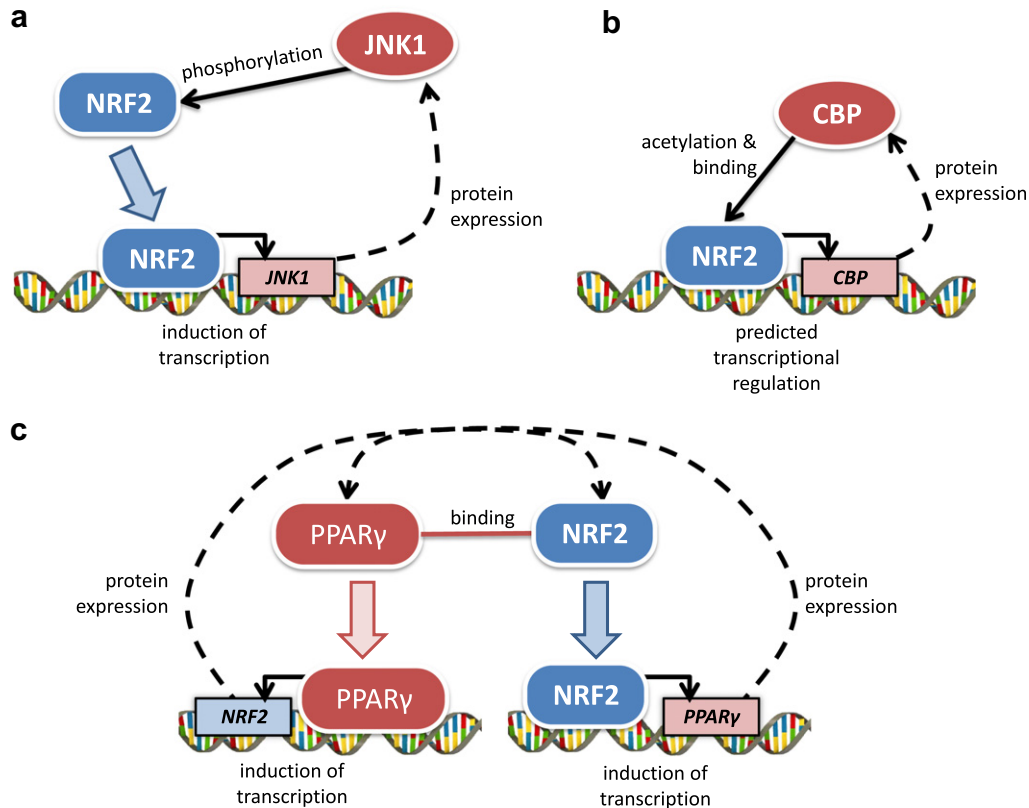 a
JNK1
phosphorylation
NRF2
protein
expression
NRF2
JNK1
induction of
transcription
b
CBP
acetylation &
binding
protein
expression
NRF2
CBP
predicted
transcriptional
regulation
c
PPARγ
binding
NRF2
protein
expression
protein
expression
NRF2
PPARγ
NRF2
PPARγ
induction of
transcription
induction of
transcription